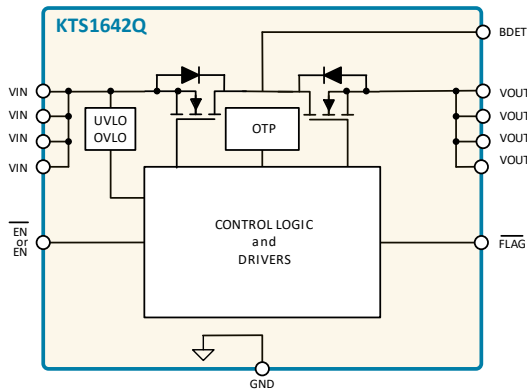 KTS1642Q
BDET
VIN
VIN
VIN
VIN
UVLO
OVLO
OTP
VOUT
VOUT
VOUT
VOUT
CONTROL LOGIC
and
DRIVERS
EN
or
EN
FLAG
GND